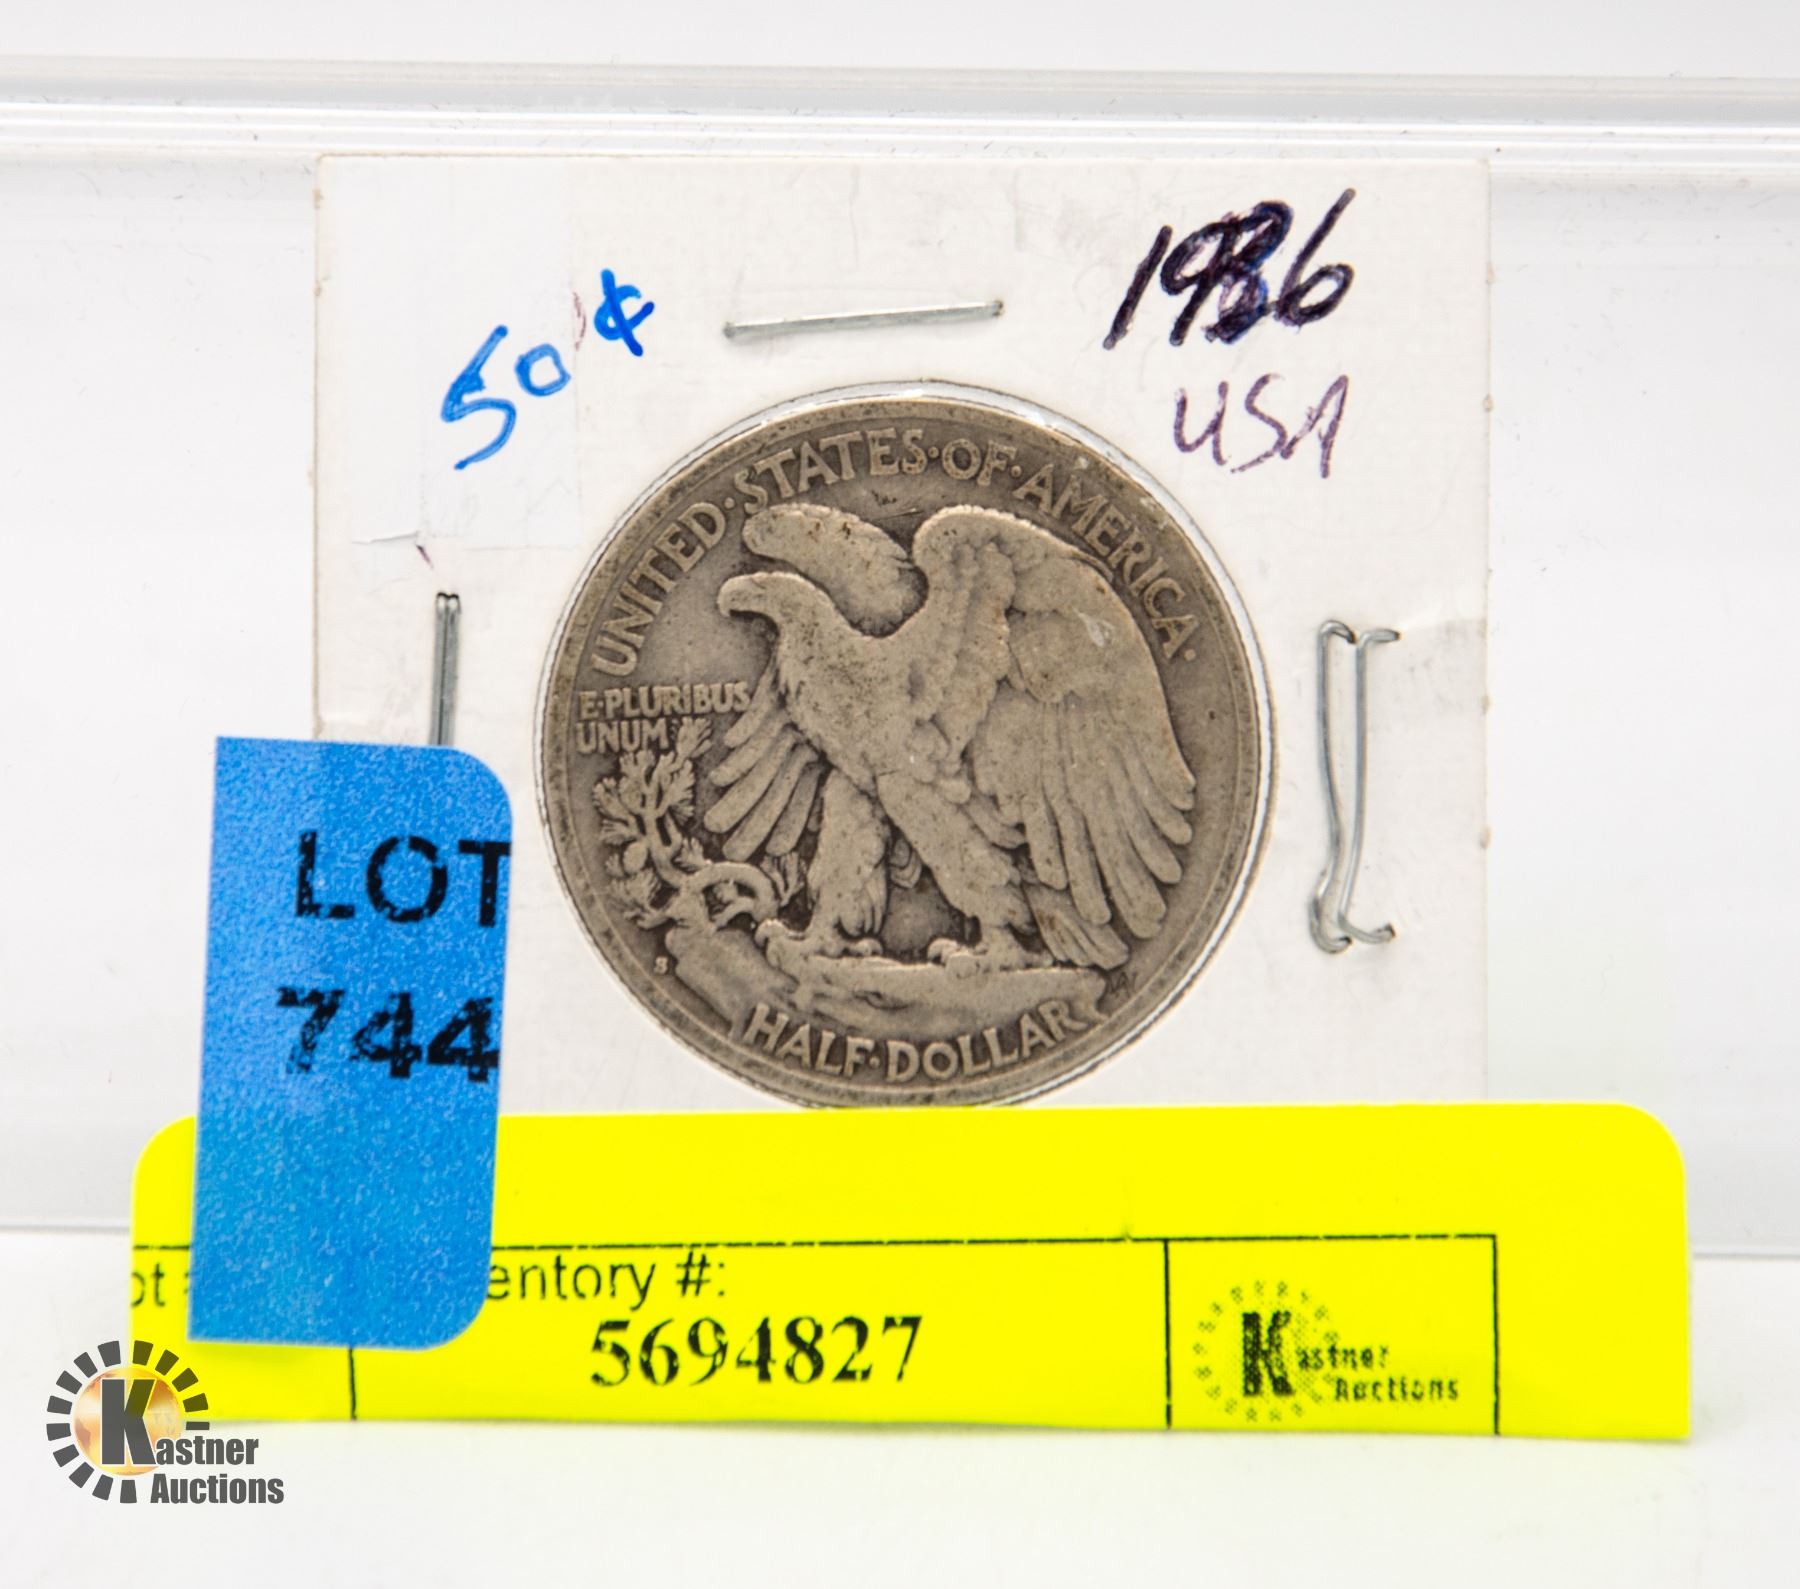 50¢
1936
USA
UNITED·STATES·OF·AMERICA·
E·PLURIBUS
UNUM
S
HALF·DOLLAR
LOT
744
entory #:
5694827
Kastner
Auctions
Kastner
Auctions